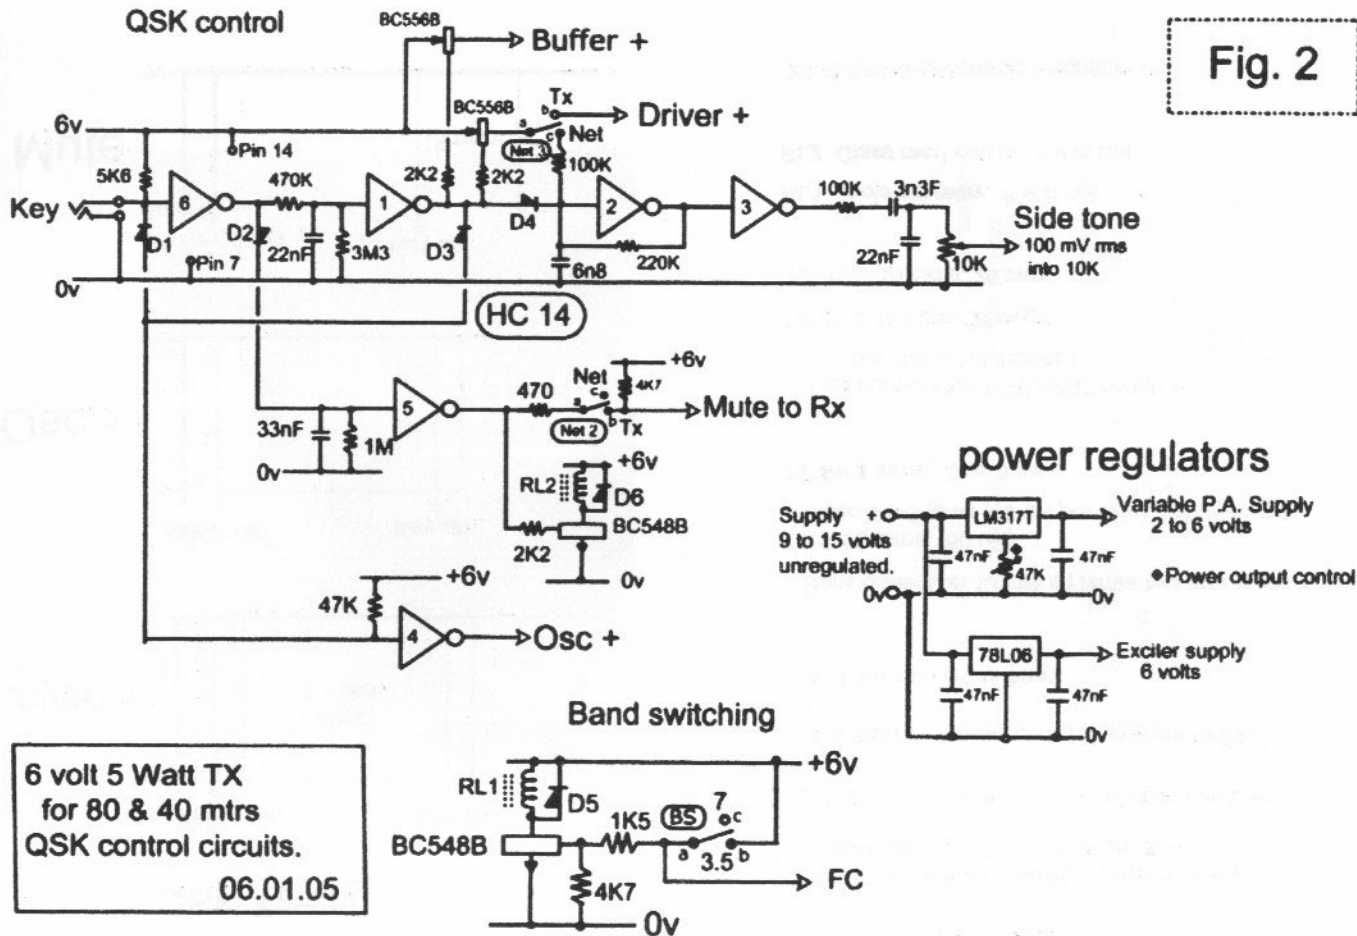 QSK control
BC556B
Buffer +
Fig. 2
BC556B
Tx
b
Driver +
6v
a
c
Net
Net 3
Pin 14
5K6
470K
2K2
2K2
100K
100K
3n3F
Key
6
1
D4
2
3
Side tone
100 mV rms
into 10K
D1
D2
22nF
3M3
D3
220K
22nF
10K
Pin 7
6n8
0v
HC 14
+6v
Net
c
4K7
470
a
5
Mute to Rx
b
Tx
Net 2
33nF
1M
0v
+6v
RL2
D6
BC548B
2K2
0v
power regulators
Supply +
9 to 15 volts
unregulated.
LM317T
Variable P.A. Supply
2 to 6 volts
47nF
47K
47nF
Power output control
0v
0v
+6v
47K
4
Osc +
78L06
Exciter supply
6 volts
47nF
47nF
0v
Band switching
+6v
RL1
D5
7
c
BS
1K5
BC548B
a
3.5
b
4K7
FC
0v
6 volt 5 Watt TX
for 80 & 40 mtrs
QSK control circuits.
06.01.05